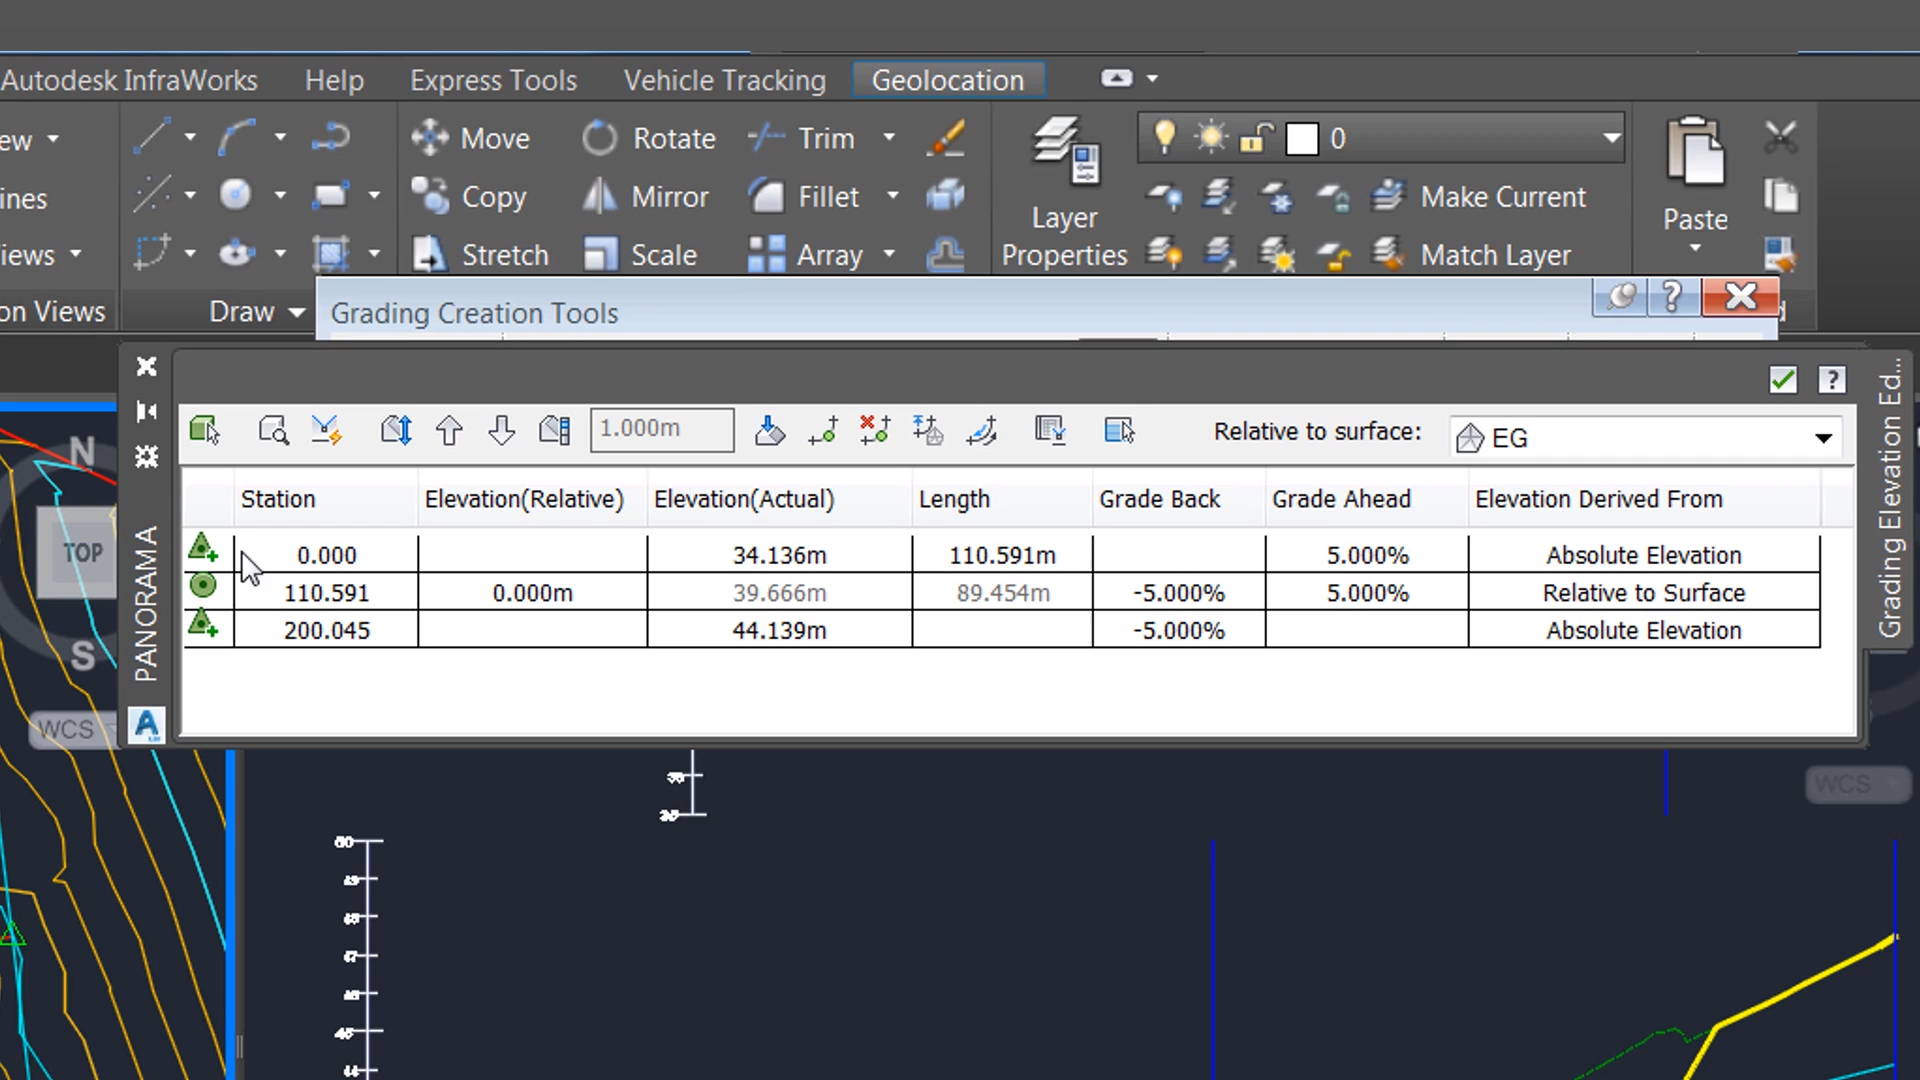 Autodesk InfraWorks Help Express Tools Vehicle Tracking Geolocation
ew Move Rotate Trim 0
ines Copy Mirror Fillet Layer Properties Make Current Paste
iews Stretch Scale Array Match Layer
on Views Draw
Grading Creation Tools ?
?
1.000m Relative to surface: EG
Station Elevation(Relative) Elevation(Actual) Length Grade Back Grade Ahead Elevation Derived From
0.000 34.136m 110.591m 5.000% Absolute Elevation
110.591 0.000m 39.666m 89.454m -5.000% 5.000% Relative to Surface
200.045 44.139m -5.000% Absolute Elevation
PANORAMA
Grading Elevation Ed...
N
TOP
S
WCS
WCS